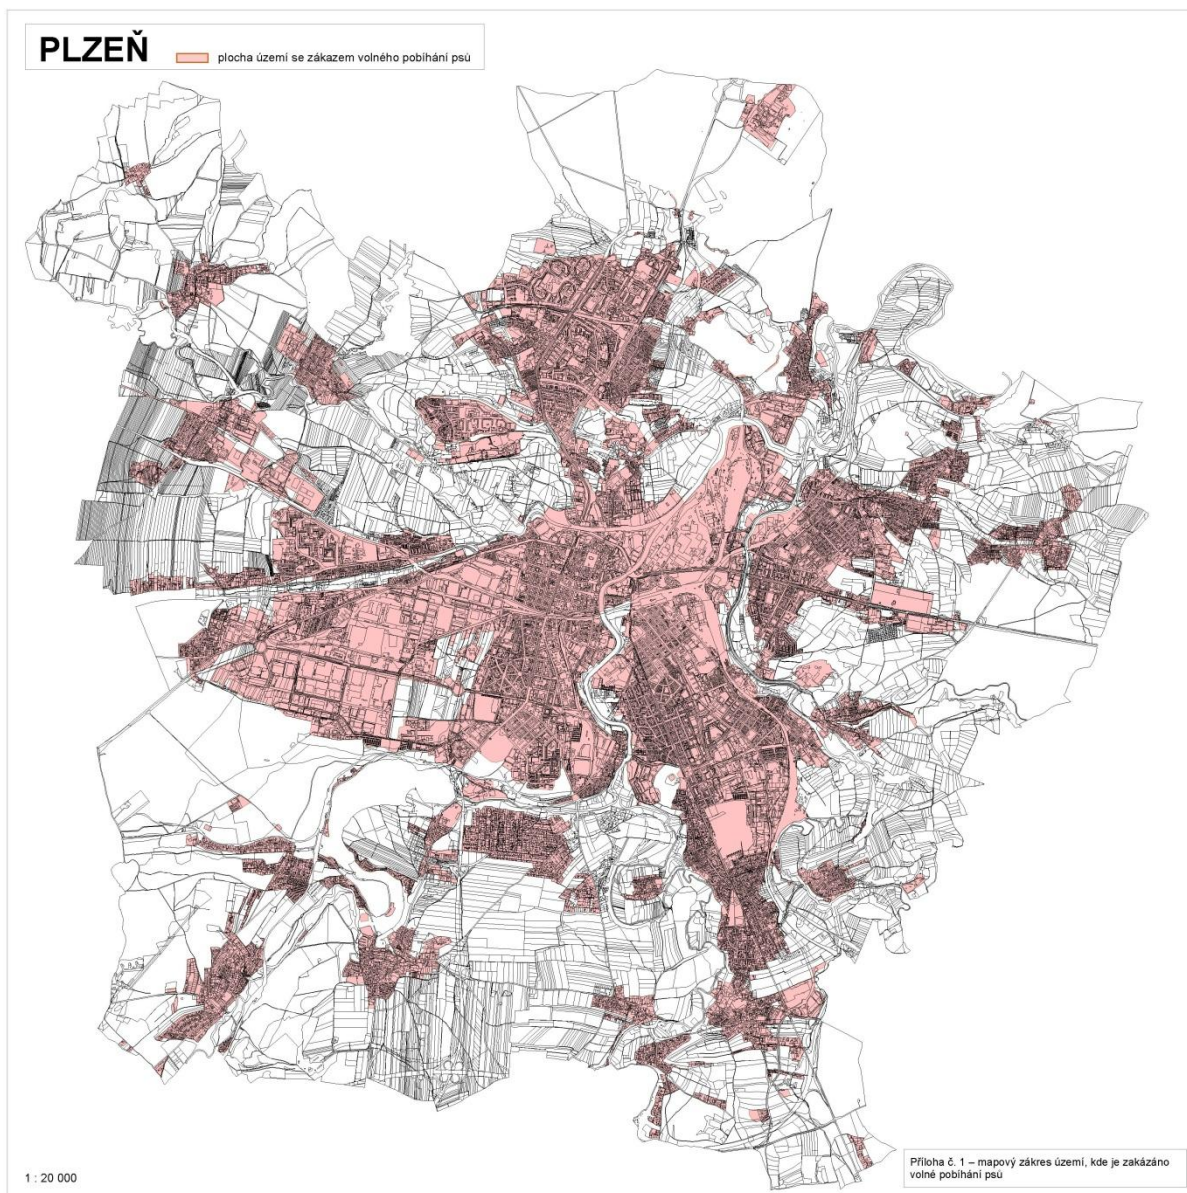 PLZEŇ
plocha území se zákazem volného pobíhání psů
1 : 20 000
Příloha č. 1 – mapový zákres území, kde je zakázáno
volné pobíhání psů